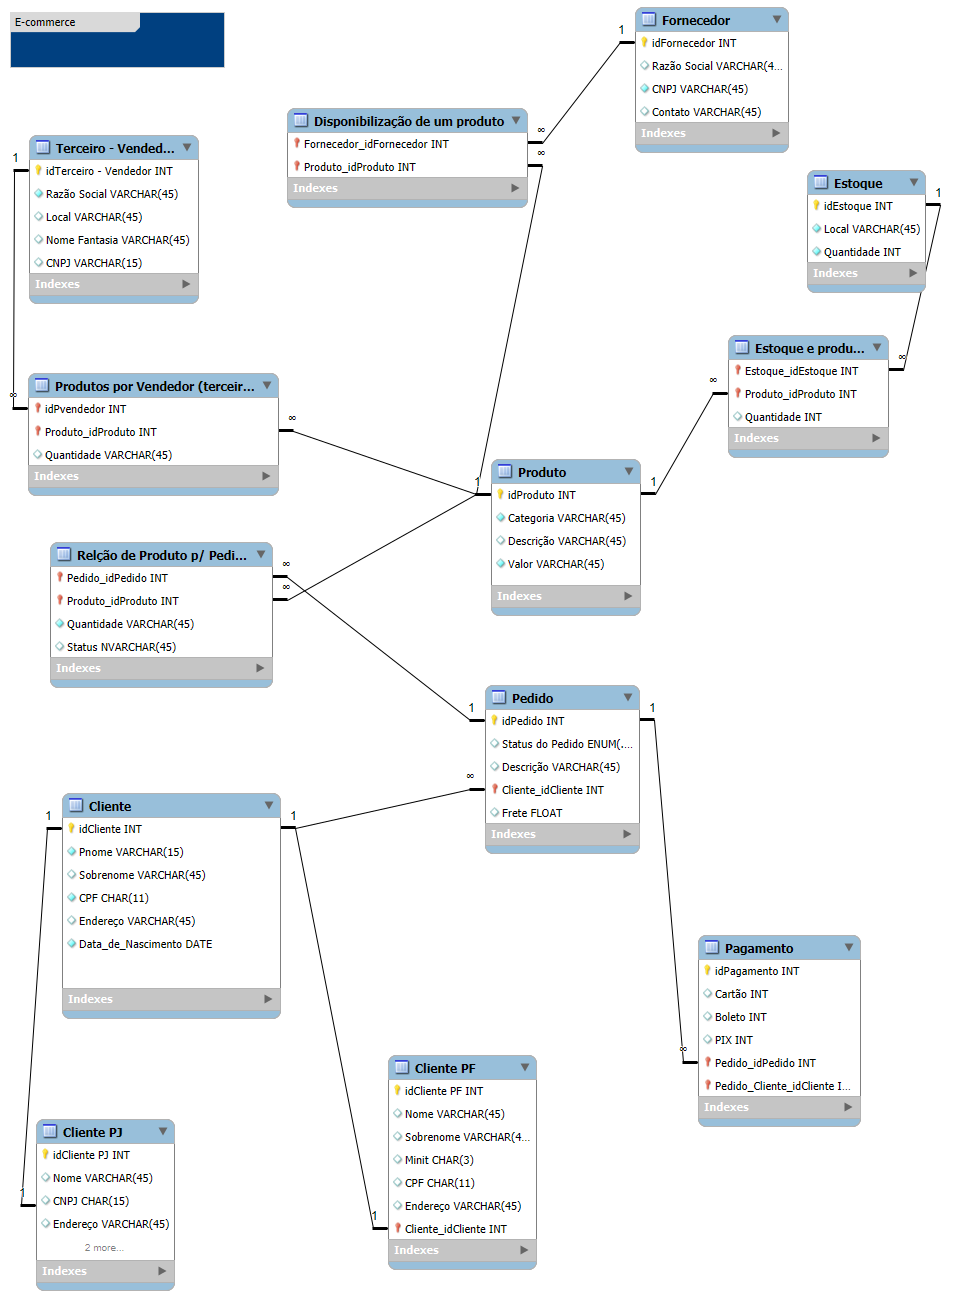 E-commerce
Fornecedor
idFornecedor INT
Razão Social VARCHAR(4...
CNPJ VARCHAR(45)
Contato VARCHAR(45)
Indexes
1
∞
∞
Disponibilização de um produto
Fornecedor_idFornecedor INT
Produto_idProduto INT
Indexes
Terceiro - Vended...
idTerceiro - Vendedor INT
Razão Social VARCHAR(45)
Local VARCHAR(45)
Nome Fantasia VARCHAR(45)
CNPJ VARCHAR(15)
Indexes
1
∞
Estoque
idEstoque INT
Local VARCHAR(45)
Quantidade INT
Indexes
1
∞
Estoque e produ...
Estoque_idEstoque INT
Produto_idProduto INT
Quantidade INT
Indexes
∞
1
Produtos por Vendedor (terceir...
idPvendedor INT
Produto_idProduto INT
Quantidade VARCHAR(45)
Indexes
∞
1
Produto
idProduto INT
Categoria VARCHAR(45)
Descrição VARCHAR(45)
Valor VARCHAR(45)
Indexes
Relção de Produto p/ Pedi...
Pedido_idPedido INT
Produto_idProduto INT
Quantidade VARCHAR(45)
Status NVARCHAR(45)
Indexes
∞
∞
1
Pedido
idPedido INT
Status do Pedido ENUM(....
Descrição VARCHAR(45)
Cliente_idCliente INT
Frete FLOAT
Indexes
1
∞
Cliente
idCliente INT
Pnome VARCHAR(15)
Sobrenome VARCHAR(45)
CPF CHAR(11)
Endereço VARCHAR(45)
Data_de_Nascimento DATE
Indexes
1
1
Pagamento
idPagamento INT
Cartão INT
Boleto INT
PIX INT
Pedido_idPedido INT
Pedido_Cliente_idCliente I...
Indexes
∞
Cliente PF
idCliente PF INT
Nome VARCHAR(45)
Sobrenome VARCHAR(4...
Minit CHAR(3)
CPF CHAR(11)
Endereço VARCHAR(45)
Cliente_idCliente INT
Indexes
1
Cliente PJ
idCliente PJ INT
Nome VARCHAR(45)
CNPJ CHAR(15)
Endereço VARCHAR(45)
2 more...
Indexes
1